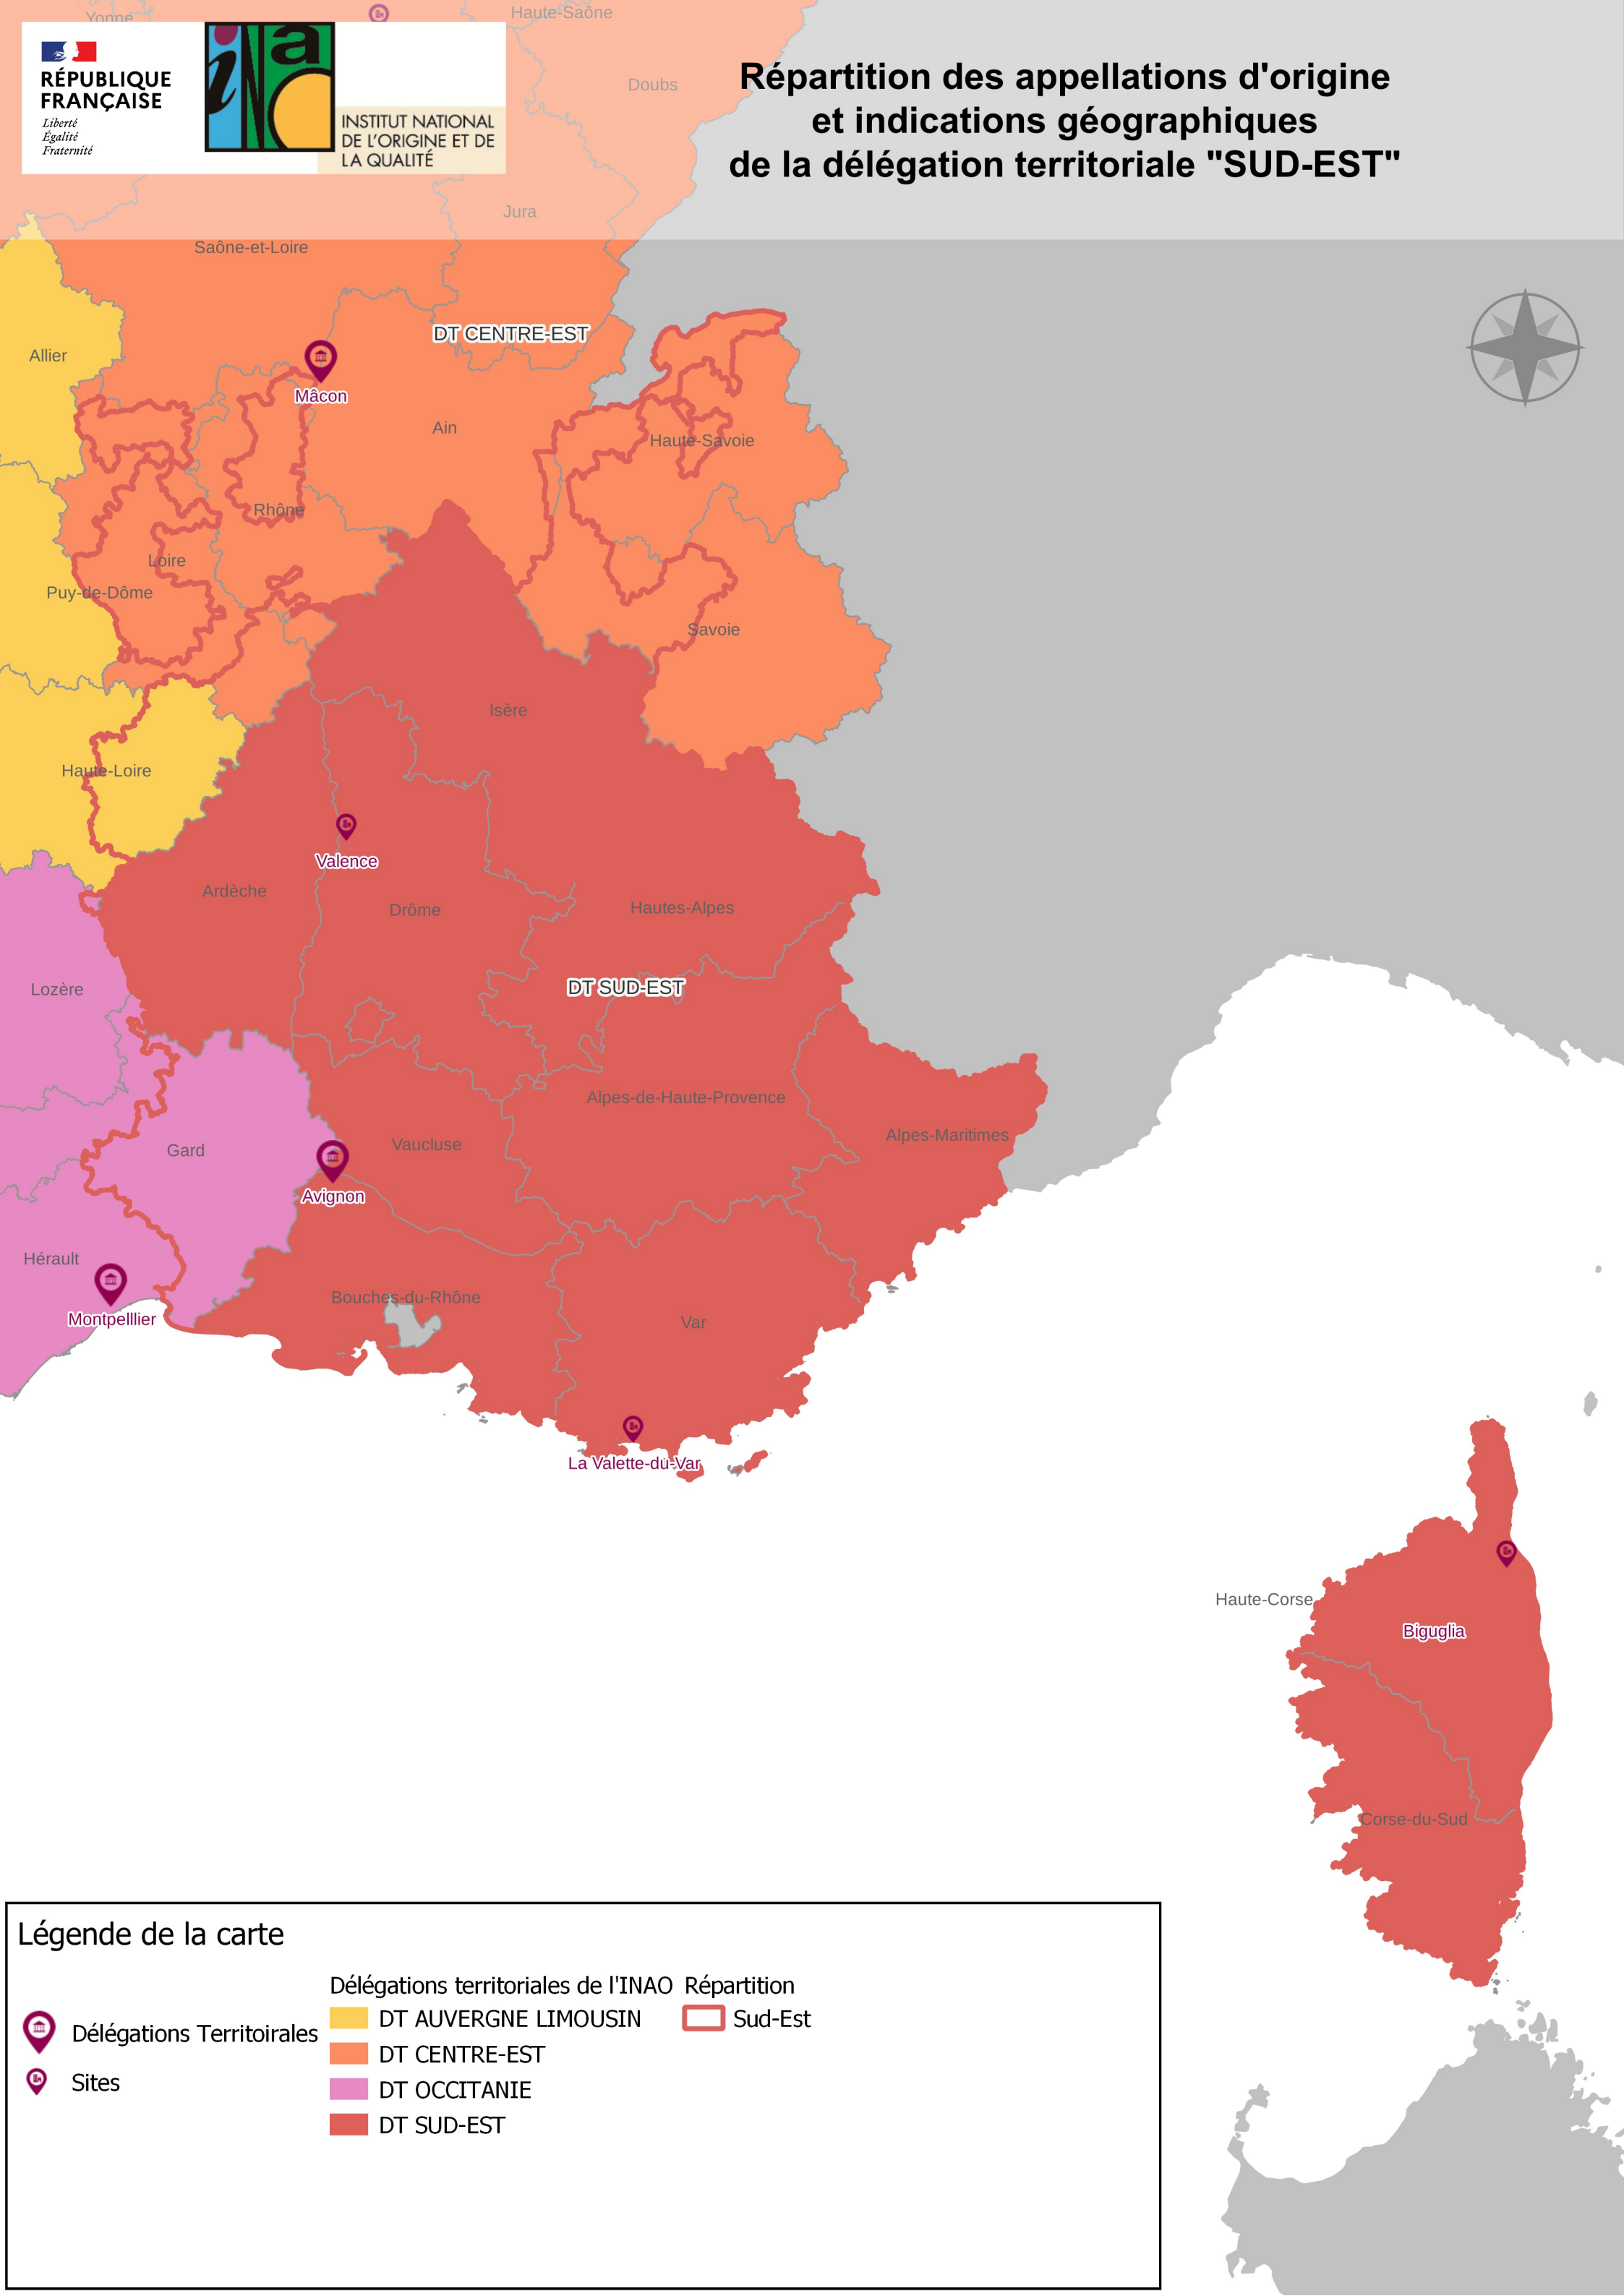 Yonne
Haute-Saône
Doubs
RÉPUBLIQUE
FRANÇAISE
Liberté
Égalité
Fraternité
inao
INSTITUT NATIONAL
DE L'ORIGINE ET DE
LA QUALITÉ
Répartition des appellations d'origine
et indications géographiques
de la délégation territoriale "SUD-EST"
Jura
Saône-et-Loire
DT CENTRE-EST
Allier
Mâcon
Ain
Haute-Savoie
Rhône
Loire
Puy-de-Dôme
Savoie
Isère
Haute-Loire
Valence
Ardèche
Drôme
Hautes-Alpes
Lozère
DT SUD-EST
Alpes-de-Haute-Provence
Alpes-Maritimes
Vaucluse
Gard
Avignon
Hérault
Bouches-du-Rhône
Montpelllier
Var
La Valette-du-Var
Haute-Corse
Biguglia
Corse-du-Sud
Légende de la carte
Délégations Territoirales
Sites
Délégations territoriales de l'INAO
DT AUVERGNE LIMOUSIN
DT CENTRE-EST
DT OCCITANIE
DT SUD-EST
Répartition
Sud-Est